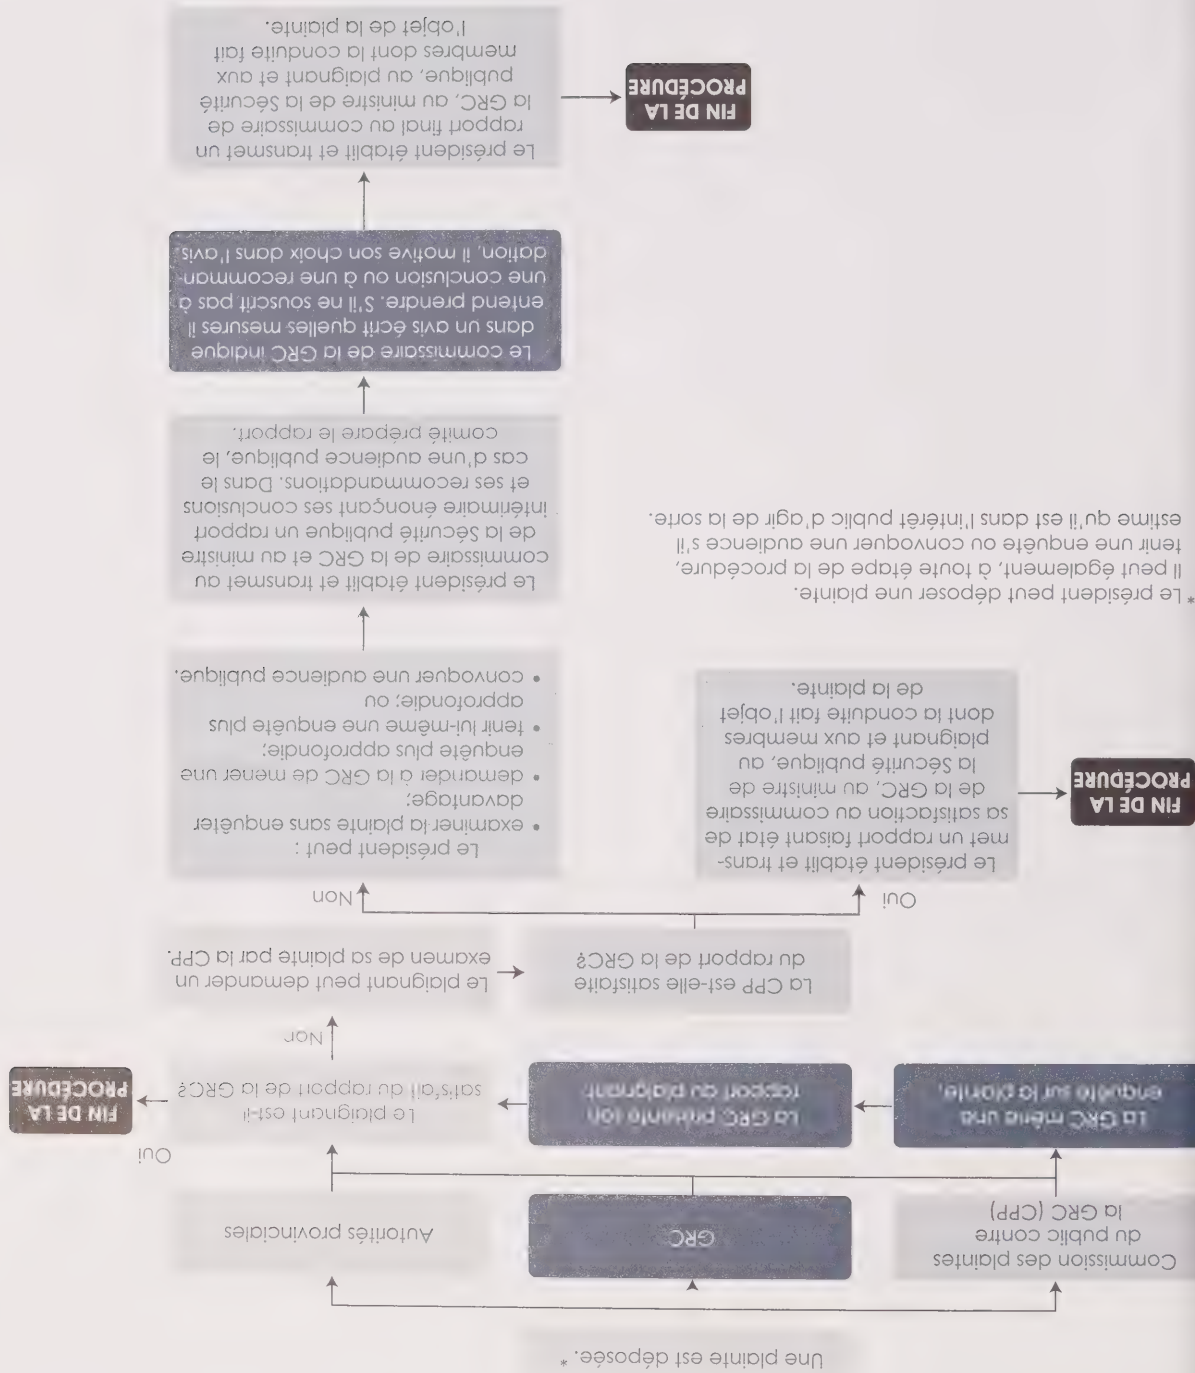 Une plainte est déposée. *
Commission des plaintes
du public contre
la GRC (CPP)
GRC
Autorités provinciales
La GRC mène une
enquête sur la plainte.
La GRC présente son
rapport au plaignant.
Le plaignant est-il
satisfait du rapport de la GRC?
Oui
FIN DE LA
PROCÉDURE
Non
La CPP est-elle satisfaite
du rapport de la GRC?
Le plaignant peut demander un
examen de sa plainte par la CPP.
Oui
Non
Le président établit et trans-
met un rapport faisant état de
sa satisfaction au commissaire
de la GRC, au ministre de
la Sécurité publique, au
plaignant et aux membres
dont la conduite fait l'objet
de la plainte.
FIN DE LA
PROCÉDURE
Le président peut :
• examiner la plainte sans enquêter
davantage;
• demander à la GRC de mener une
enquête plus approfondie;
• tenir lui-même une enquête plus
approfondie; ou
• convoquer une audience publique.
* Le président peut déposer une plainte.
Il peut également, à toute étape de la procédure,
tenir une enquête ou convoquer une audience s'il
estime qu'il est dans l'intérêt public d'agir de la sorte.
Le président établit et transmet au
commissaire de la GRC et au ministre
de la Sécurité publique un rapport
intérimaire énonçant ses conclusions
et ses recommandations. Dans le
cas d'une audience publique, le
comité prépare le rapport.
Le commissaire de la GRC indique
dans un avis écrit quelles mesures il
entend prendre. S'il ne souscrit pas à
une conclusion ou à une recomman-
dation, il motive son choix dans l'avis.
Le président établit et transmet un
rapport final au commissaire de
la GRC, au ministre de la Sécurité
publique, au plaignant et aux
membres dont la conduite fait
l'objet de la plainte.
FIN DE LA
PROCÉDURE